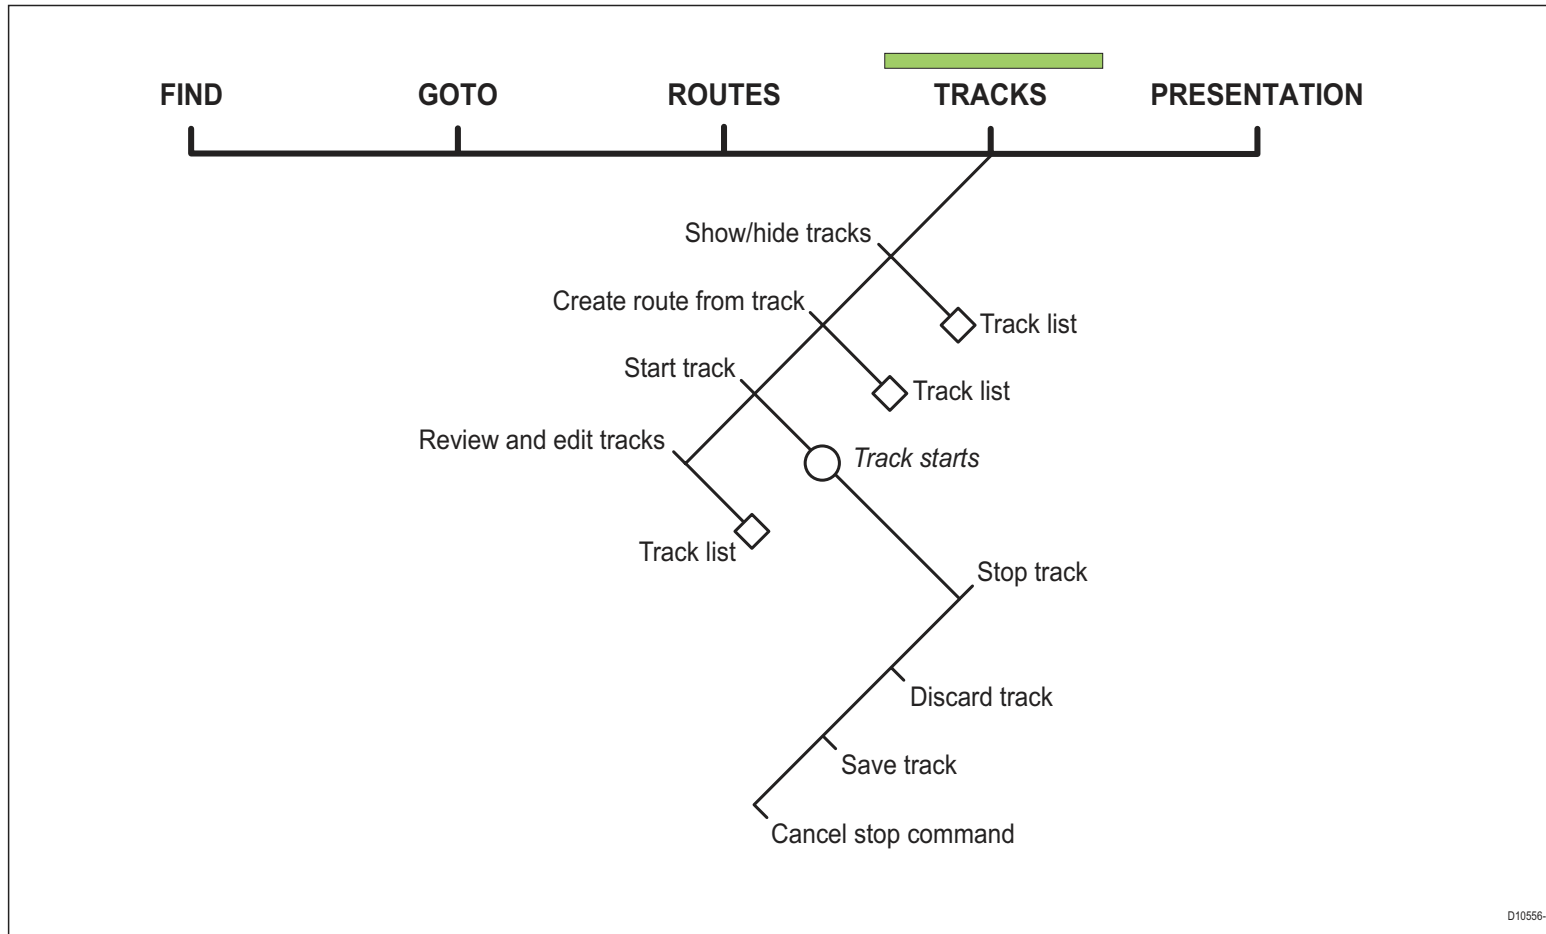 FIND
GOTO
ROUTES
TRACKS
PRESENTATION
Show/hide tracks
Create route from track
Track list
Start track
Track list
Review and edit tracks
Track starts
Track list
Stop track
Discard track
Save track
Cancel stop command
D10556-